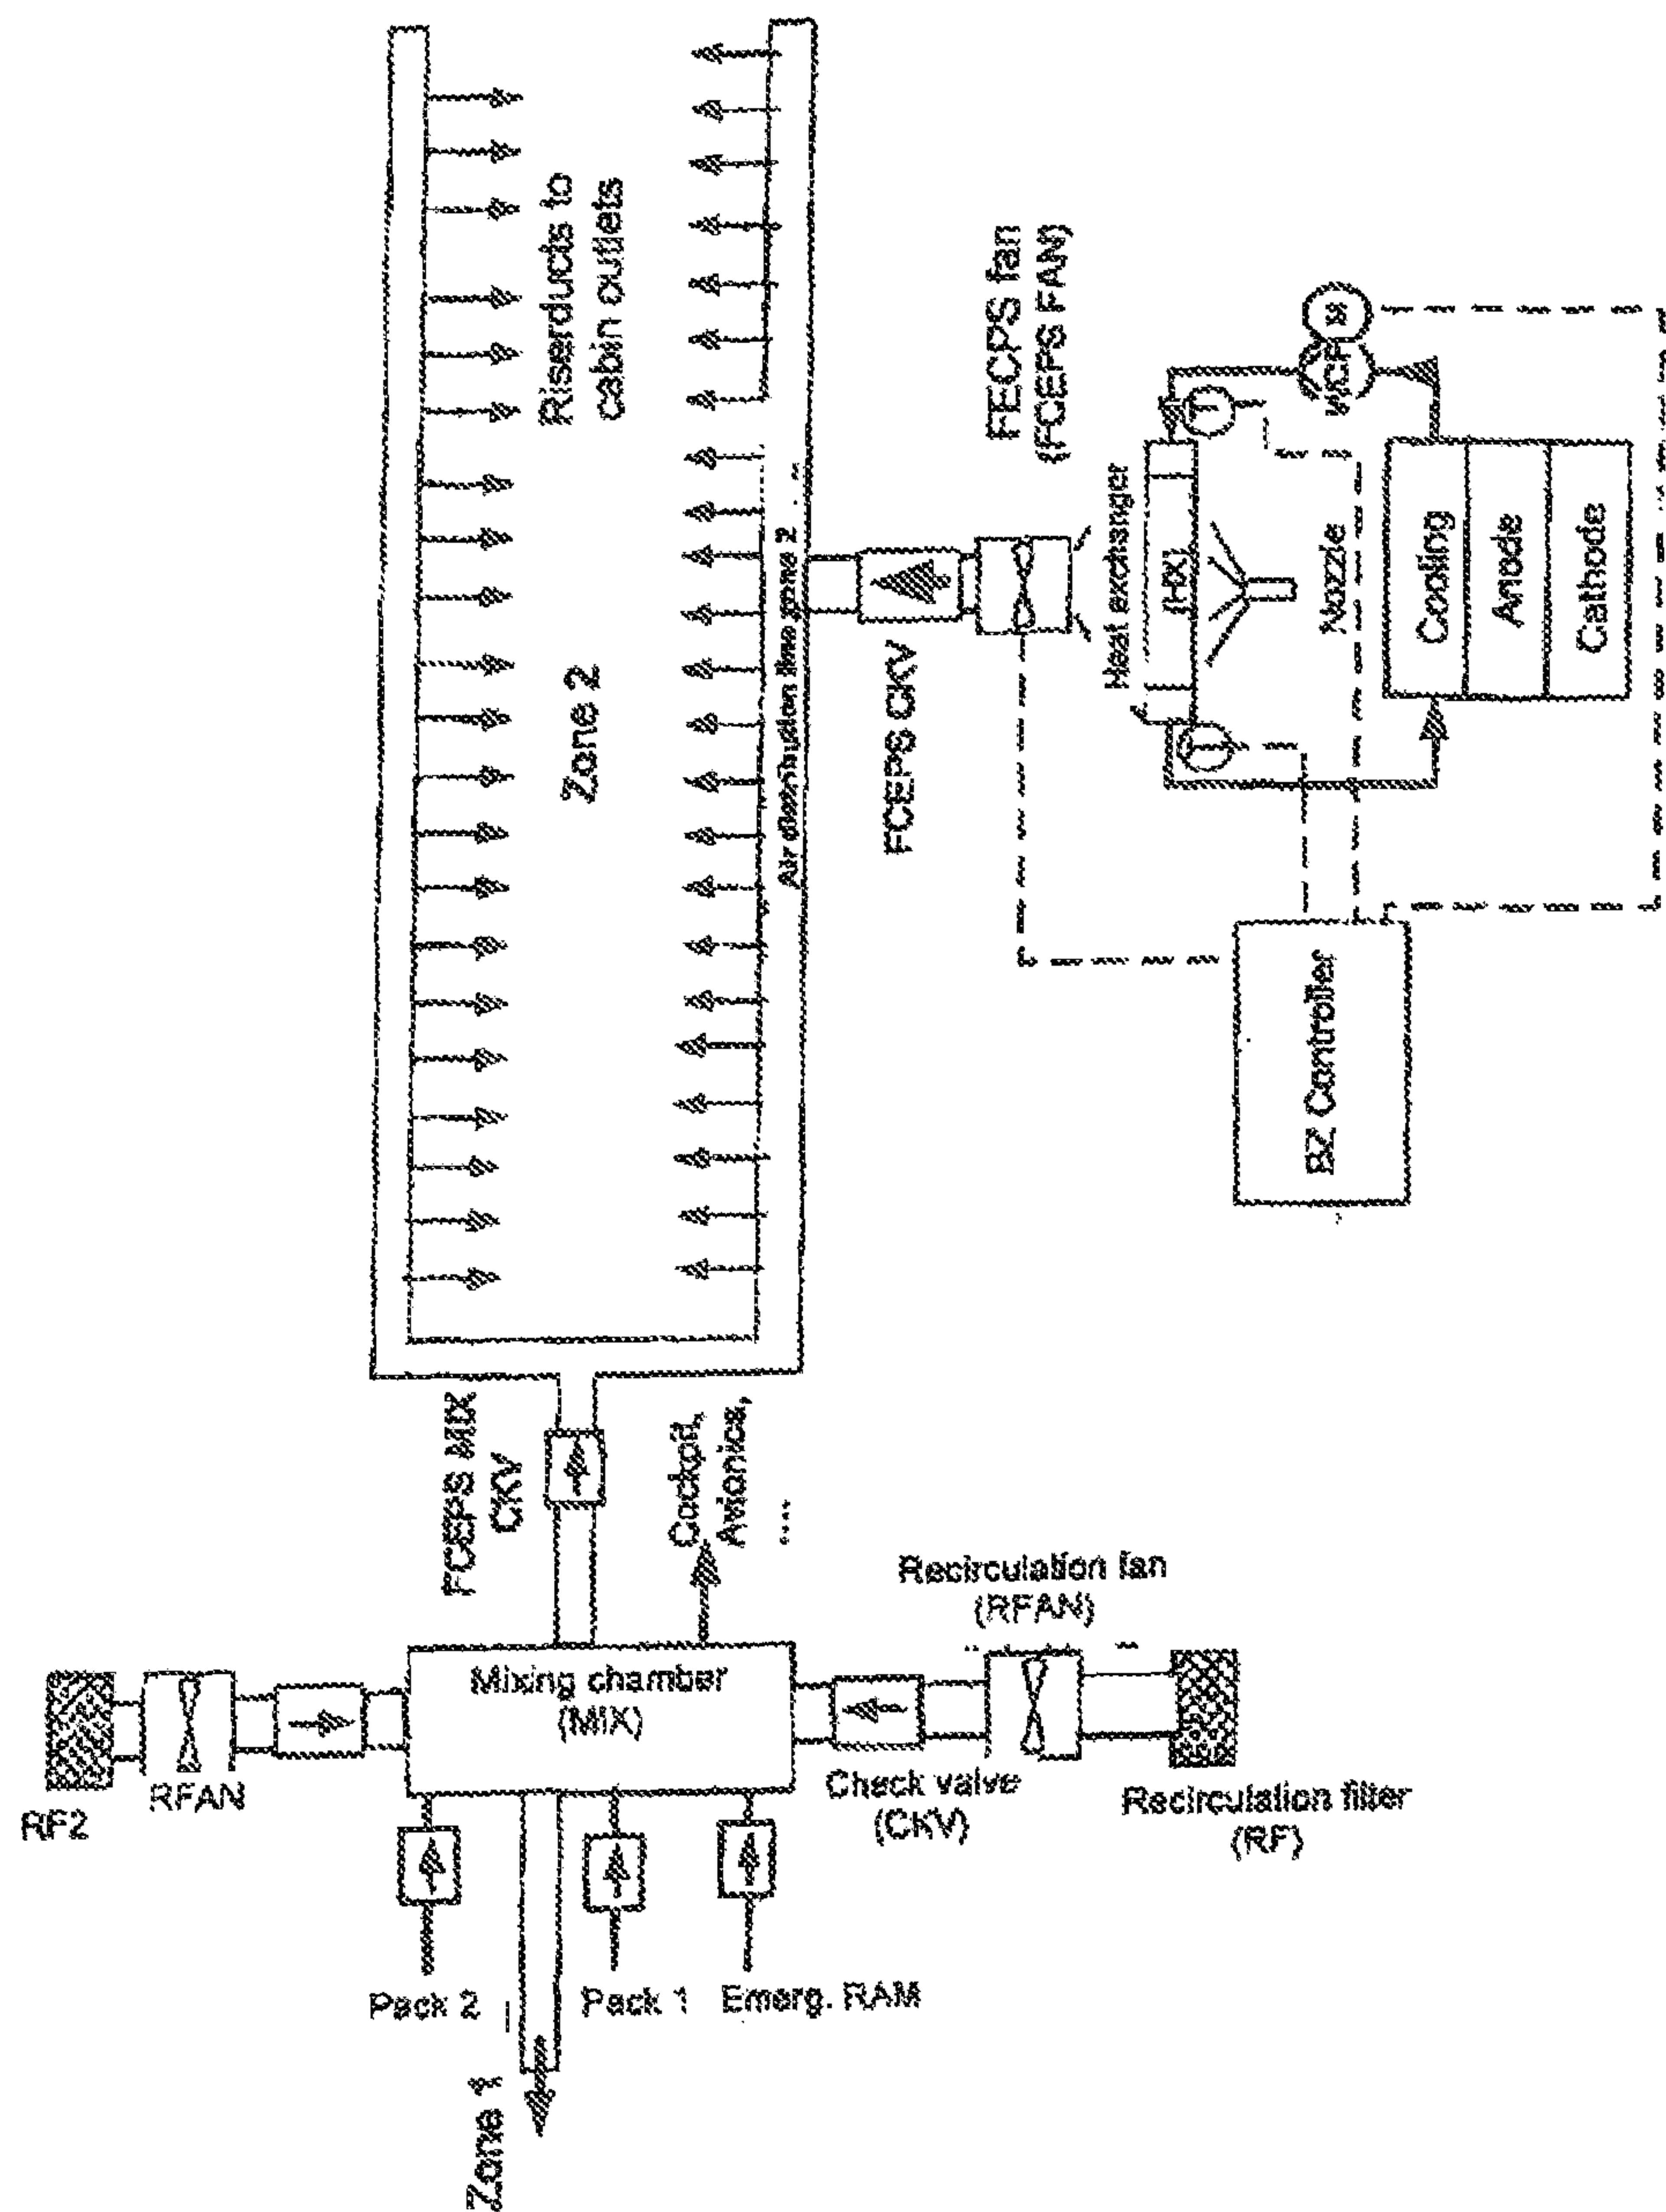 Riserducts to
cabin outlets
Zone 2
Air distribution line zone 2
FECPS fan
(FCEPS FAN)
FCEPS CKV
Heat exchanger
(HX)
Nozzle
Cooling
Anode
Cathode
BZ Controller
FCEPS MIX
CKV
Cockpit,
Avionics,
....
Recirculation fan
(RFAN)
Mixing chamber
(MIX)
RF2
RFAN
Check valve
(CKV)
Recirculation filter
(RF)
Pack 2
Pack 1
Emerg. RAM
Zone 1